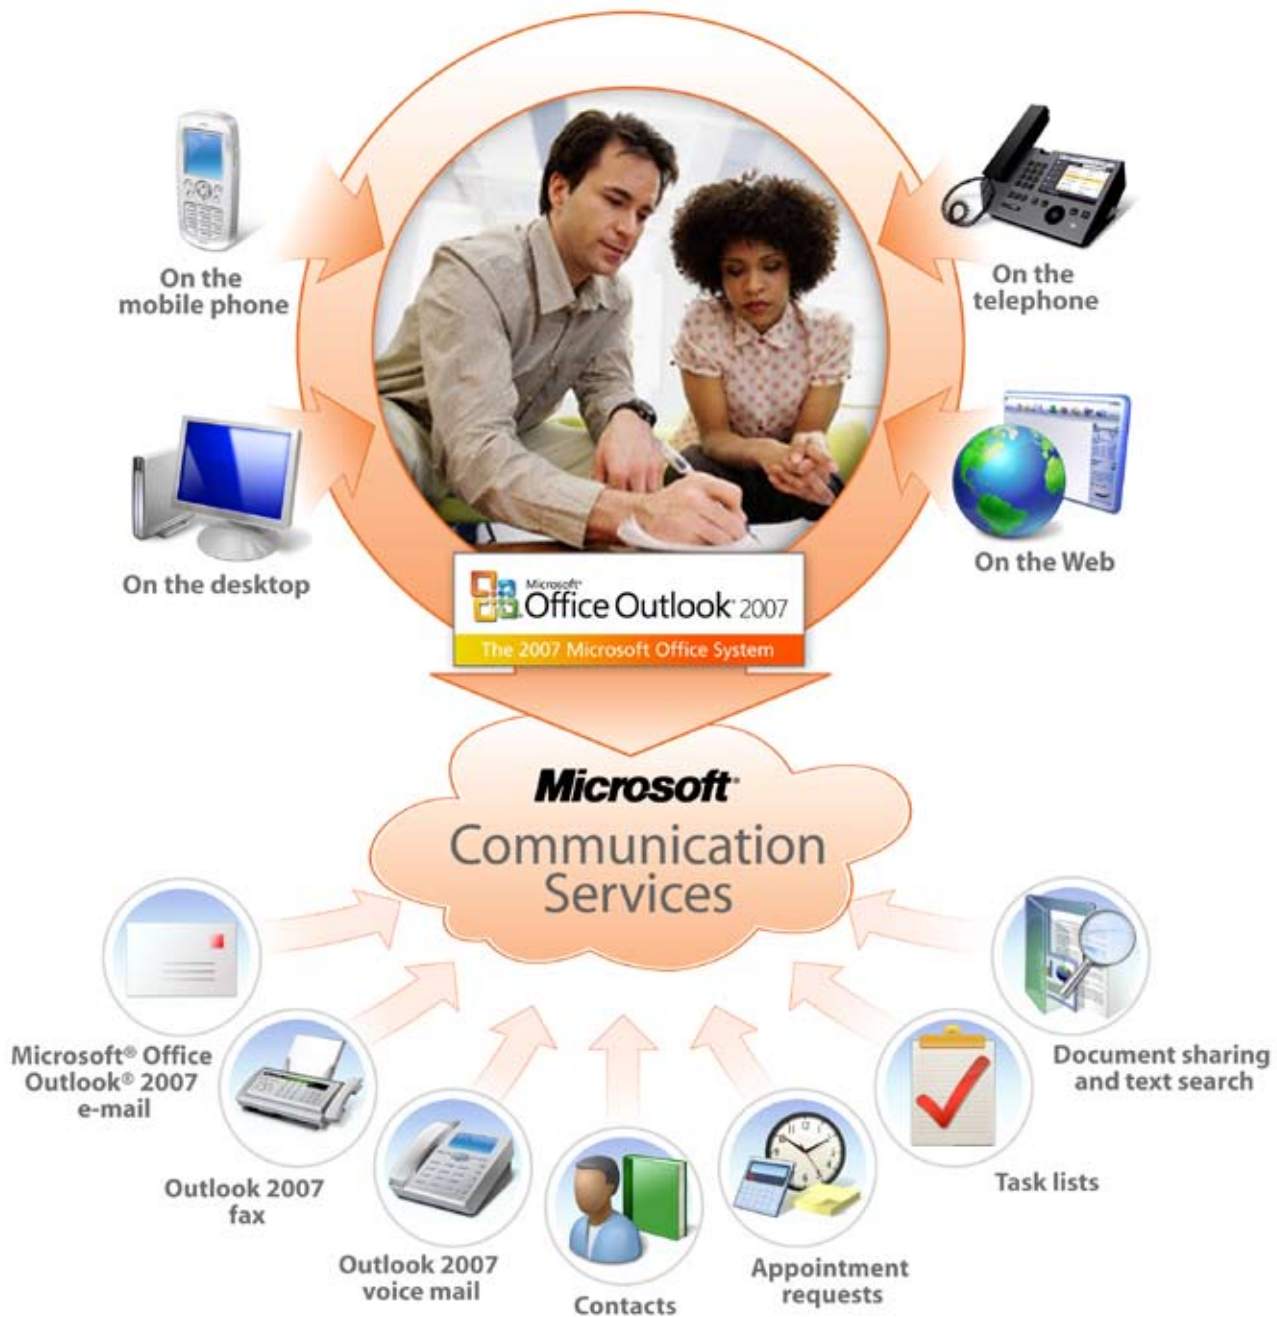 On the
mobile phone
On the
telephone
On the desktop
On the Web
Microsoft®
Office Outlook® 2007
The 2007 Microsoft Office System
Microsoft®
Communication
Services
Microsoft® Office
Outlook® 2007
e-mail
Outlook 2007
fax
Outlook 2007
voice mail
Contacts
Appointment
requests
Task lists
Document sharing
and text search